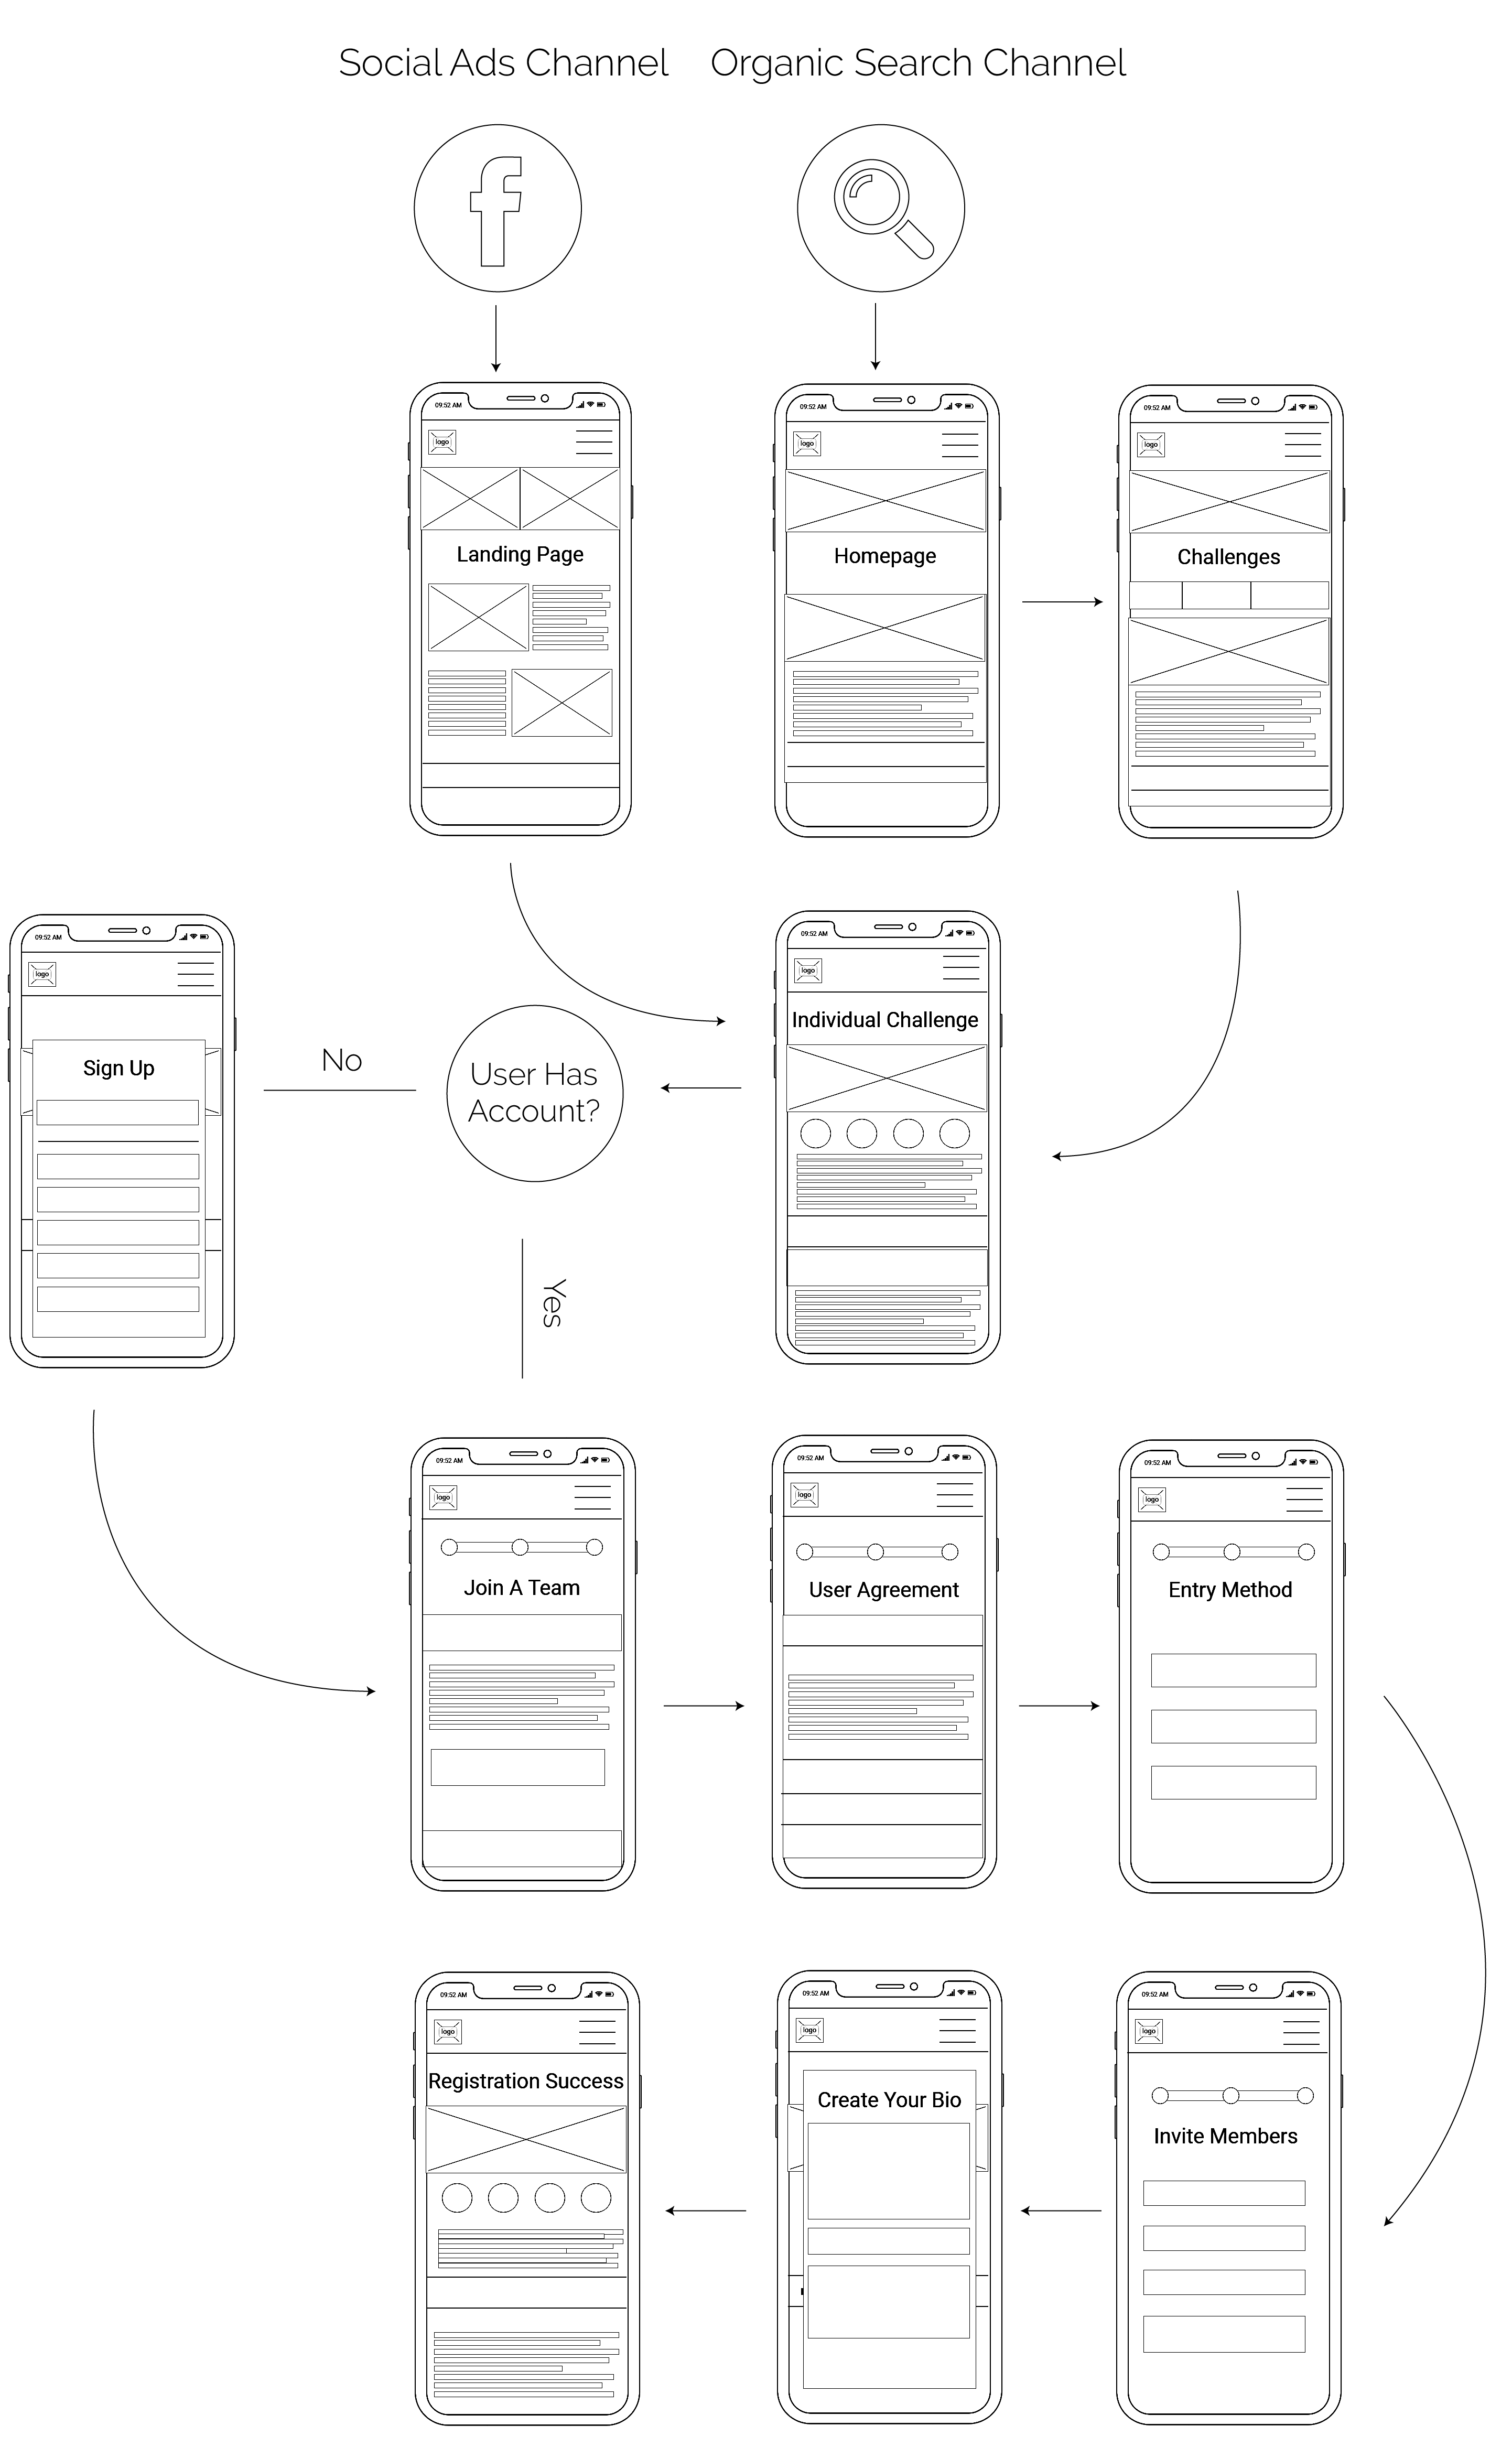 Social Ads Channel
Organic Search Channel
09:52 AM
logo
Landing Page
09:52 AM
logo
Homepage
09:52 AM
logo
Challenges
09:52 AM
logo
Sign Up
No
User Has
Account?
Yes
09:52 AM
logo
Individual Challenge
09:52 AM
logo
Join A Team
09:52 AM
logo
User Agreement
09:52 AM
logo
Entry Method
09:52 AM
logo
Registration Success
09:52 AM
logo
Create Your Bio
09:52 AM
logo
Invite Members